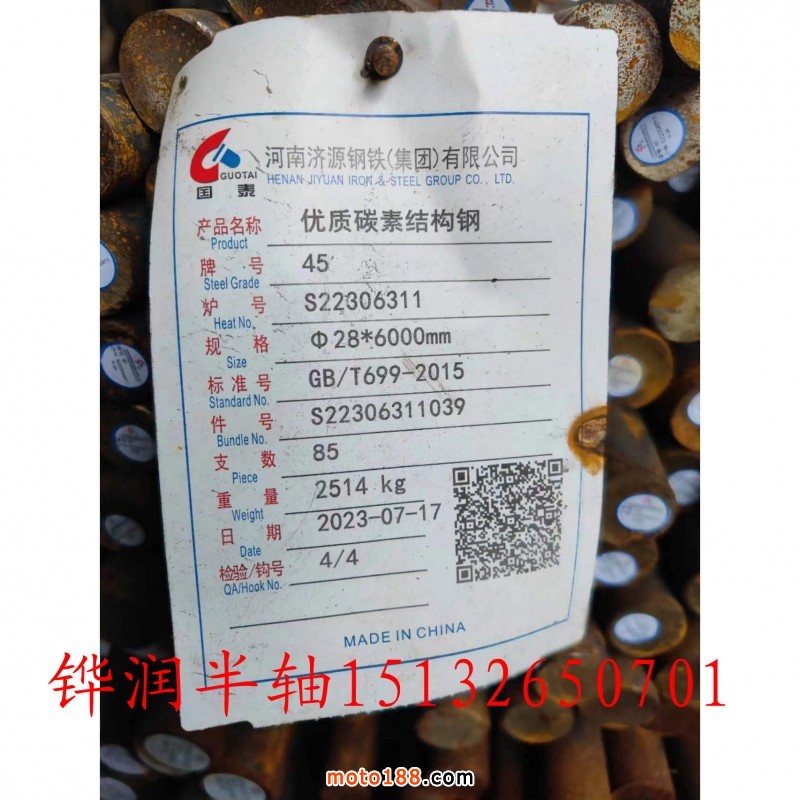 GUOTAI
国泰
河南济源钢铁(集团)有限公司
HENAN JIYUAN IRON & STEEL GROUP CO., LTD.
产品名称 优质碳素结构钢
Product
牌号 45
Steel Grade
炉号 S22306311
Heat No.
规格 Φ28*6000mm
Size
标准号 GB/T699-2015
Standard No.
件号 S22306311039
Bundle No.
支数 85
Piece
重量 2514 kg
Weight
日期 2023-07-17
Date
检验/钩号 4/4
QA/Hook No.
MADE IN CHINA
铧润半轴15132650701
moto188.com